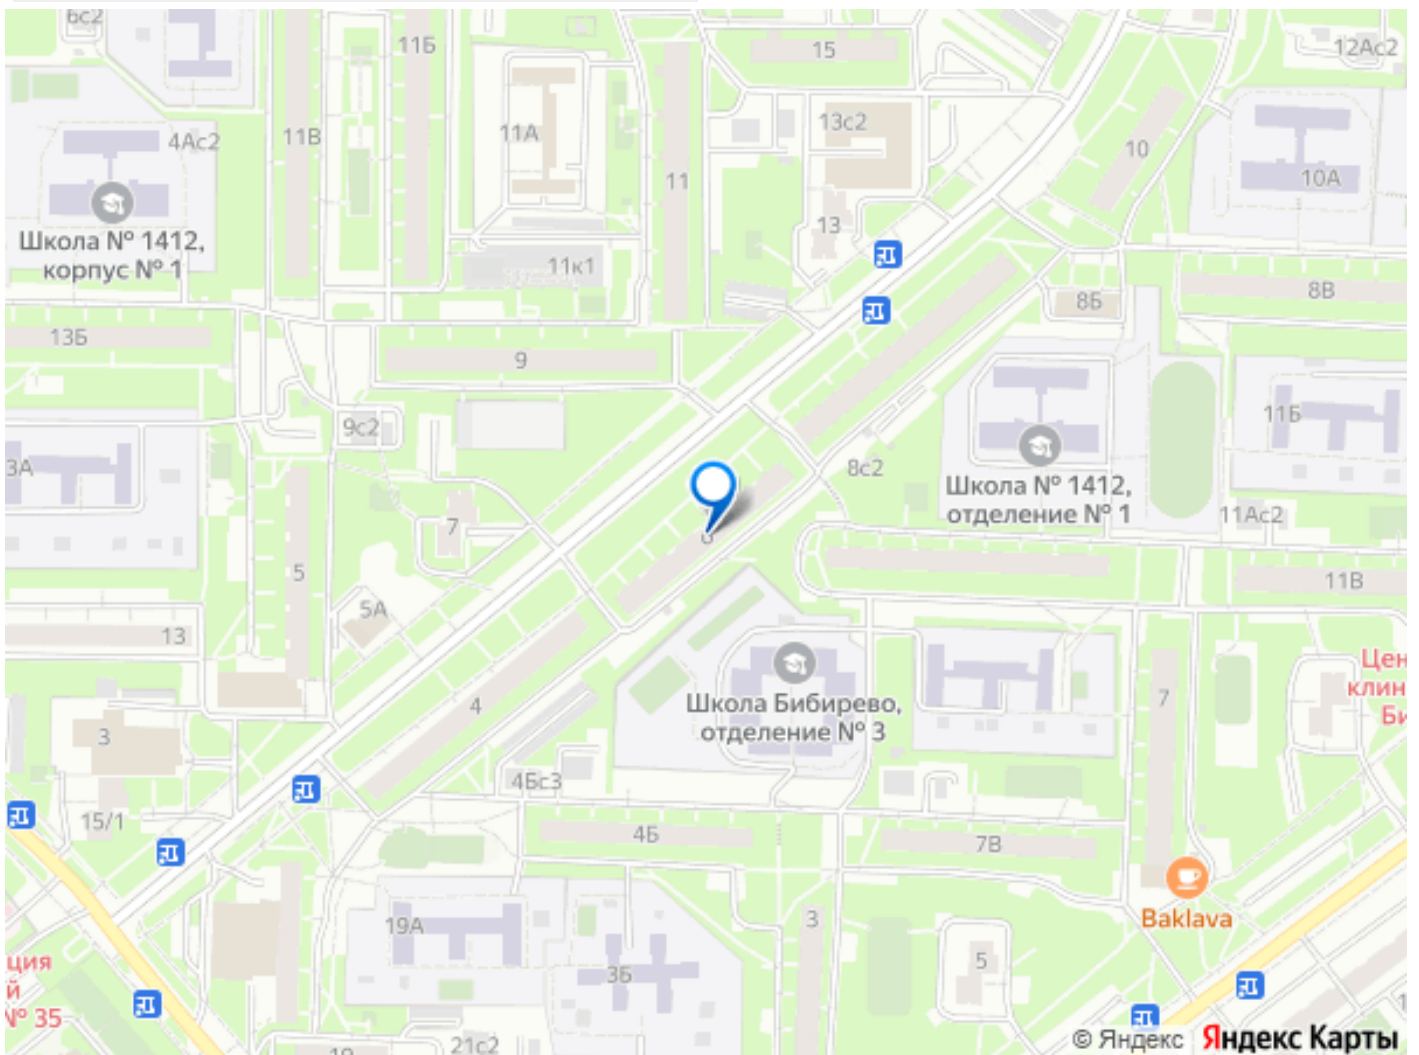 6с2
11Б
15
12Ас2
4Ас2
11В
11А
13с2
10
11
10А
Школа № 1412,
корпус № 1
13
11к1
8Б
8В
13Б
9
11Б
9с2
3А
8с2
Школа № 1412,
отделение № 1
11Ас2
7
5
11В
5А
13
Школа Бибирево,
отделение № 3
Цен
клин
Би
7
4
3
4Бс3
15/1
4Б
7В
Baklava
19А
3
3Б
5
ция
й
№ 35
21с2
19
© Яндекс Яндекс Карты